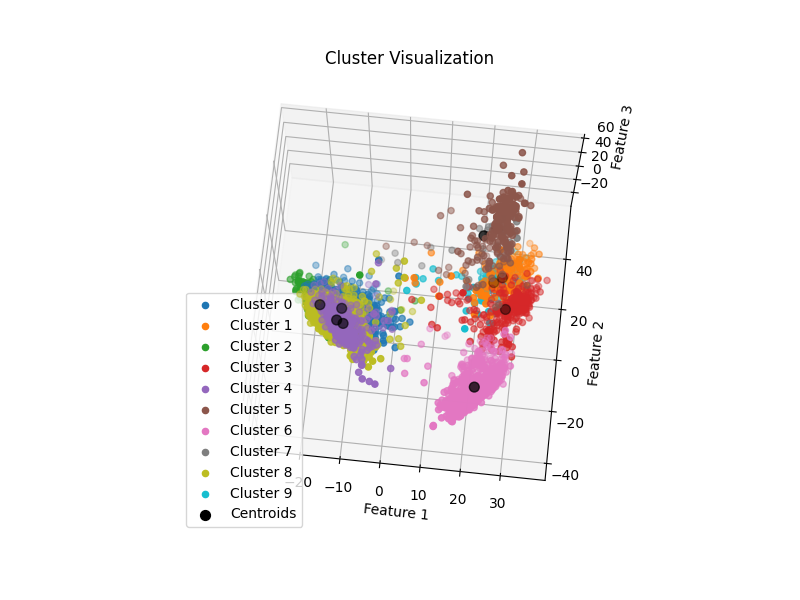 Cluster Visualization
Feature 3
60
40
20
0
−20
40
20
0
−20
−40
Feature 2
−20
−10
0
10
20
30
Feature 1
Cluster 0
Cluster 1
Cluster 2
Cluster 3
Cluster 4
Cluster 5
Cluster 6
Cluster 7
Cluster 8
Cluster 9
Centroids